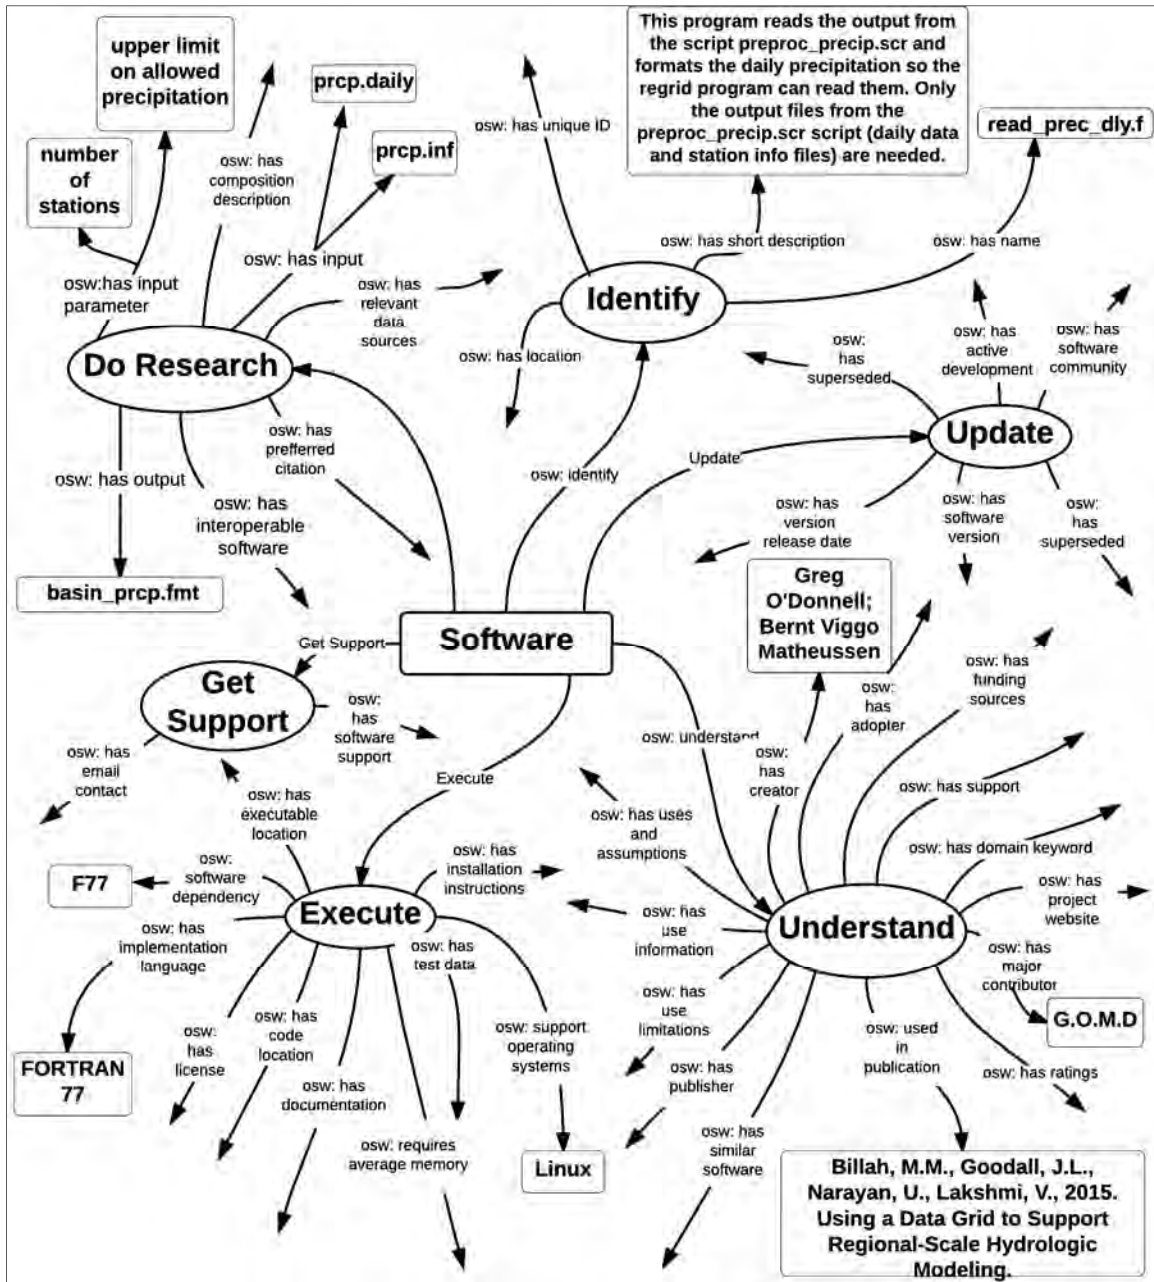 upper limit
on allowed
precipitation
number
of
stations
osw: has
composition
description
prcp.daily
prcp.inf
osw:has input
parameter
osw: has input
osw: has
relevant
data
sources
Do Research
osw: has output
osw: has
interoperable
software
osw: has
prefferred
citation
basin_prcp.fmt
This program reads the output from
the script preproc_precip.scr and
formats the daily precipitation so the
regrid program can read them. Only
the output files from the
preproc_precip.scr script (daily data
and station info files) are needed.
read_prec_dly.f
osw: has unique ID
osw: has short description
osw: has name
Identify
osw: has location
osw: identify
osw:
has
superseded
osw: has
active
development
osw: has
software
community
Update
Update
osw: has
version
release date
osw: has
software
version
osw:
has
superseded
Software
Get Support
Get
Support
osw:
has
software
support
osw: has
email
contact
Execute
osw: has
executable
location
osw:
software
dependency
F77
osw: has
installation
instructions
Execute
osw: has
implementation
language
FORTRAN
77
osw:
has
license
osw: has
code
location
osw: has
documentation
osw: requires
average memory
osw: has
test data
osw: support
operating
systems
Linux
Greg
O'Donnell;
Bernt Viggo
Matheussen
osw: understand
osw:
has
creator
osw:
has
adopter
osw: has
funding
sources
osw: has support
osw: has domain keyword
osw: has
project
website
osw: has uses
and
assumptions
osw: has
use
information
Understand
osw: has
major
contributor
G.O.M.D
osw: has
use
limitations
osw: has
publisher
osw: has
similar
software
osw: used
in
publication
osw: has ratings
Billah, M.M., Goodall, J.L.,
Narayan, U., Lakshmi, V., 2015.
Using a Data Grid to Support
Regional-Scale Hydrologic
Modeling.